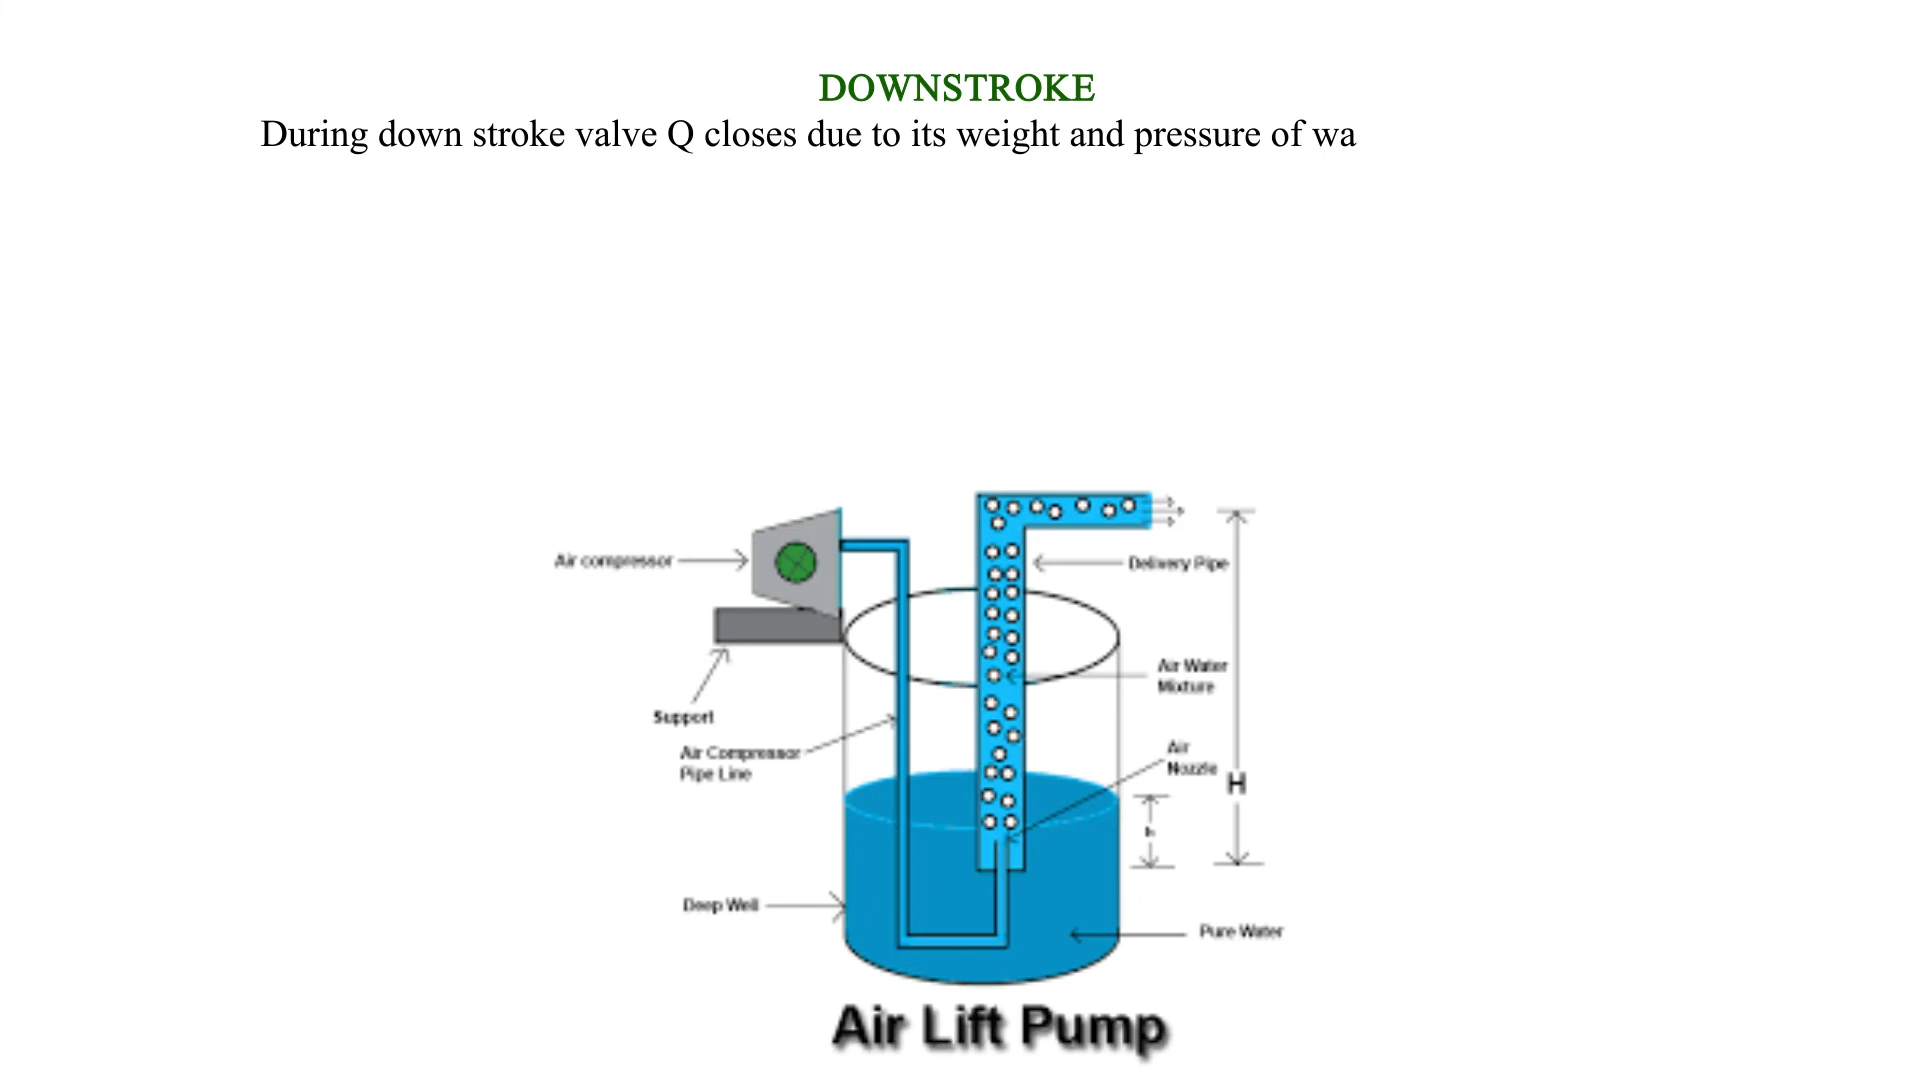 DOWNSTROKE
During down stroke valve Q closes due to its weight and pressure of wa
Air compressor
Delivery Pipe
Air Water
Mixture
Support
Air Compressor
Pipe Line
Air
Nozzle
H
h
Deep Well
Pure Water
Air Lift Pump